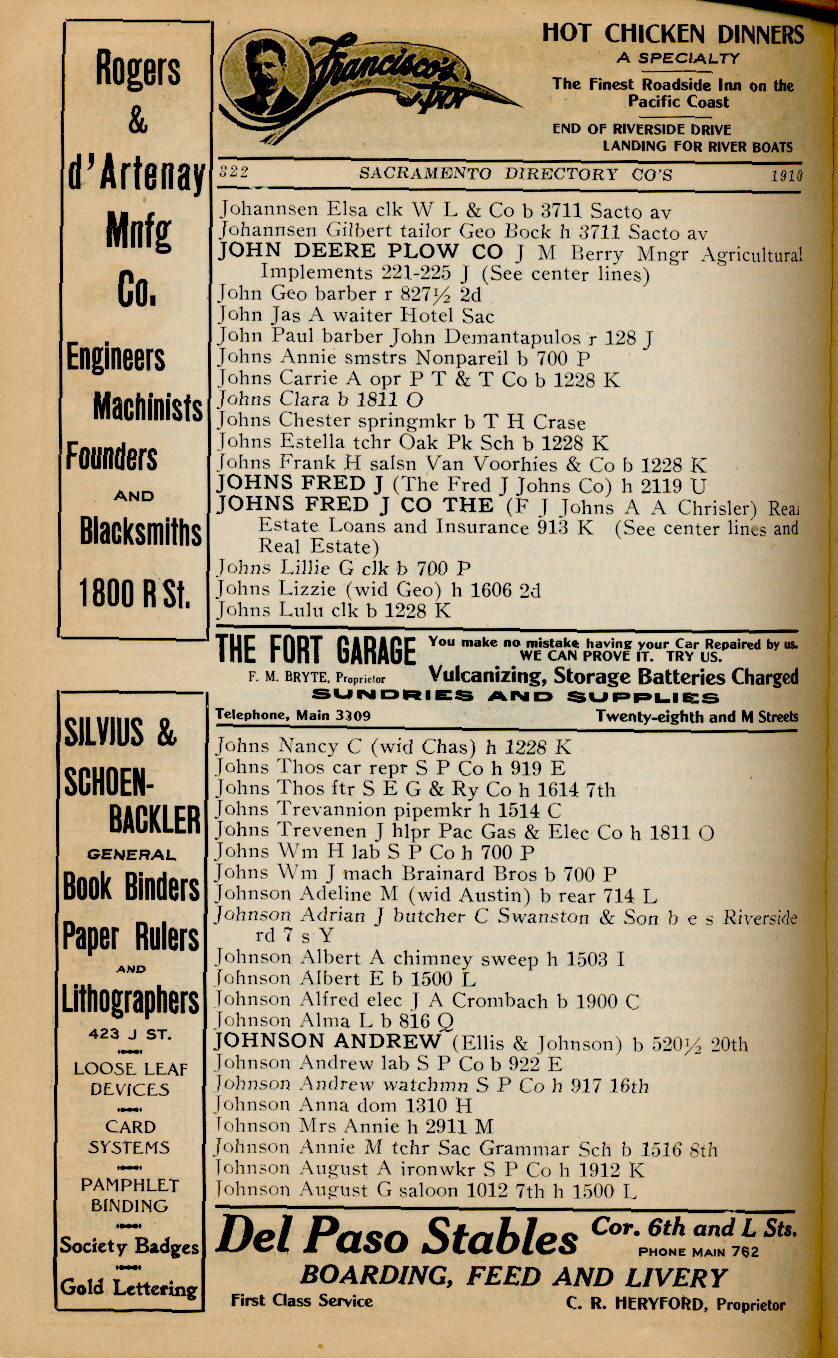 Francisco's
Inn
HOT CHICKEN DINNERS
A SPECIALTY
The Finest Roadside Inn on the
Pacific Coast
END OF RIVERSIDE DRIVE
LANDING FOR RIVER BOATS
Rogers
&
d'Artenay
Mnfg
Co.
Engineers
Machinists
Founders
AND
Blacksmiths
1800 R St.
322 SACRAMENTO DIRECTORY CO'S 1910
Johannsen Elsa clk W L & Co b 3711 Sacto av
Johannsen Gilbert tailor Geo Bock h 3711 Sacto av
JOHN DEERE PLOW CO J M Berry Mngr Agricultural
Implements 221-225 J (See center lines)
John Geo barber r 827½ 2d
John Jas A waiter Hotel Sac
John Paul barber John Demantapulos r 128 J
Johns Annie smstrs Nonpareil b 700 P
Johns Carrie A opr P T & T Co b 1228 K
Johns Clara b 1811 O
Johns Chester springmkr b T H Crase
Johns Estella tchr Oak Pk Sch b 1228 K
Johns Frank H salsn Van Voorhies & Co b 1228 K
JOHNS FRED J (The Fred J Johns Co) h 2119 U
JOHNS FRED J CO THE (F J Johns A A Chrisler) Real
Estate Loans and Insurance 913 K (See center lines and
Real Estate)
Johns Lillie G clk b 700 P
Johns Lizzie (wid Geo) h 1606 2d
Johns Lulu clk b 1228 K
THE FORT GARAGE
You make no mistake having your Car Repaired by us.
WE CAN PROVE IT. TRY US.
F. M. BRYTE, Proprietor
Vulcanizing, Storage Batteries Charged
SUNDRIES AND SUPPLIES
Telephone, Main 3309 Twenty-eighth and M Streets
SILVIUS &
SCHOEN-
BACKLER
GENERAL
Book Binders
Paper Rulers
AND
Lithographers
423 J ST.
LOOSE LEAF
DEVICES
CARD
SYSTEMS
PAMPHLET
BINDING
Society Badges
Gold Lettering
Johns Nancy C (wid Chas) h 1228 K
Johns Thos car repr S P Co h 919 E
Johns Thos ftr S E G & Ry Co h 1614 7th
Johns Trevannion pipemkr h 1514 C
Johns Trevenen J hlpr Pac Gas & Elec Co h 1811 O
Johns Wm H lab S P Co h 700 P
Johns Wm J mach Brainard Bros b 700 P
Johnson Adeline M (wid Austin) b rear 714 L
Johnson Adrian J butcher C Swanston & Son b e s Riverside
rd 7 s Y
Johnson Albert A chimney sweep h 1503 I
Johnson Albert E b 1500 L
Johnson Alfred elec J A Crombach b 1900 C
Johnson Alma L b 816 Q
JOHNSON ANDREW (Ellis & Johnson) b 520½ 20th
Johnson Andrew lab S P Co b 922 E
Johnson Andrew watchmn S P Co h 917 16th
Johnson Anna dom 1310 H
Johnson Mrs Annie h 2911 M
Johnson Annie M tchr Sac Grammar Sch b 1516 8th
Johnson August A ironwkr S P Co h 1912 K
Johnson August G saloon 1012 7th h 1500 L
Del Paso Stables
Cor. 6th and L Sts.
PHONE MAIN 762
BOARDING, FEED AND LIVERY
First Class Service C. R. HERYFORD, Proprietor